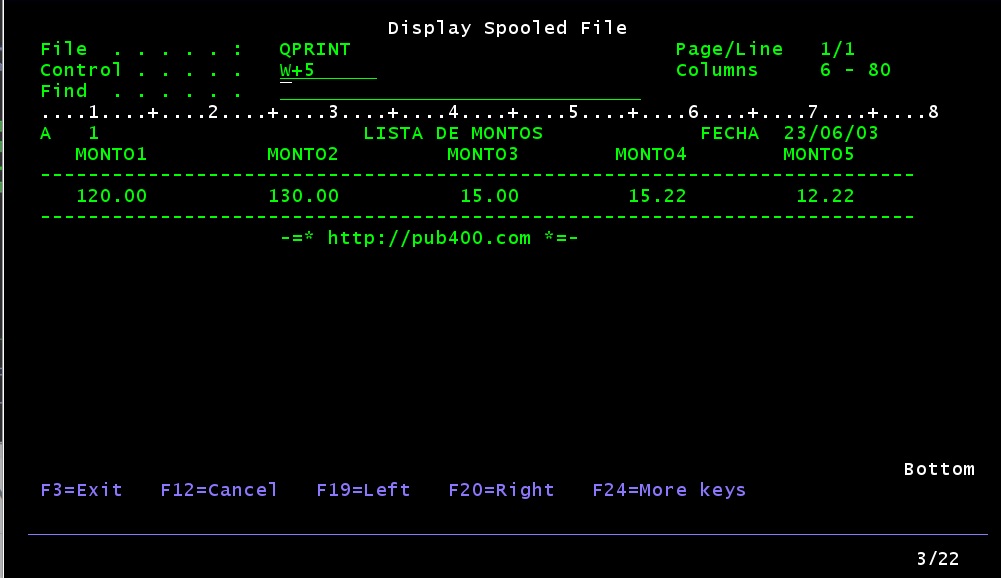 Display Spooled File
File . . . . . : QPRINT Page/Line 1/1
Control . . . . . W+5 Columns 6 - 80
Find . . . . . .
....1....+....2....+....3....+....4....+....5....+....6....+....7....+....8
A 1 LISTA DE MONTOS FECHA 23/06/03
MONTO1 MONTO2 MONTO3 MONTO4 MONTO5
-------------------------------------------------------------------------
120.00 130.00 15.00 15.22 12.22
-------------------------------------------------------------------------
-=* http://pub400.com *=-
Bottom
F3=Exit F12=Cancel F19=Left F20=Right F24=More keys
3/22